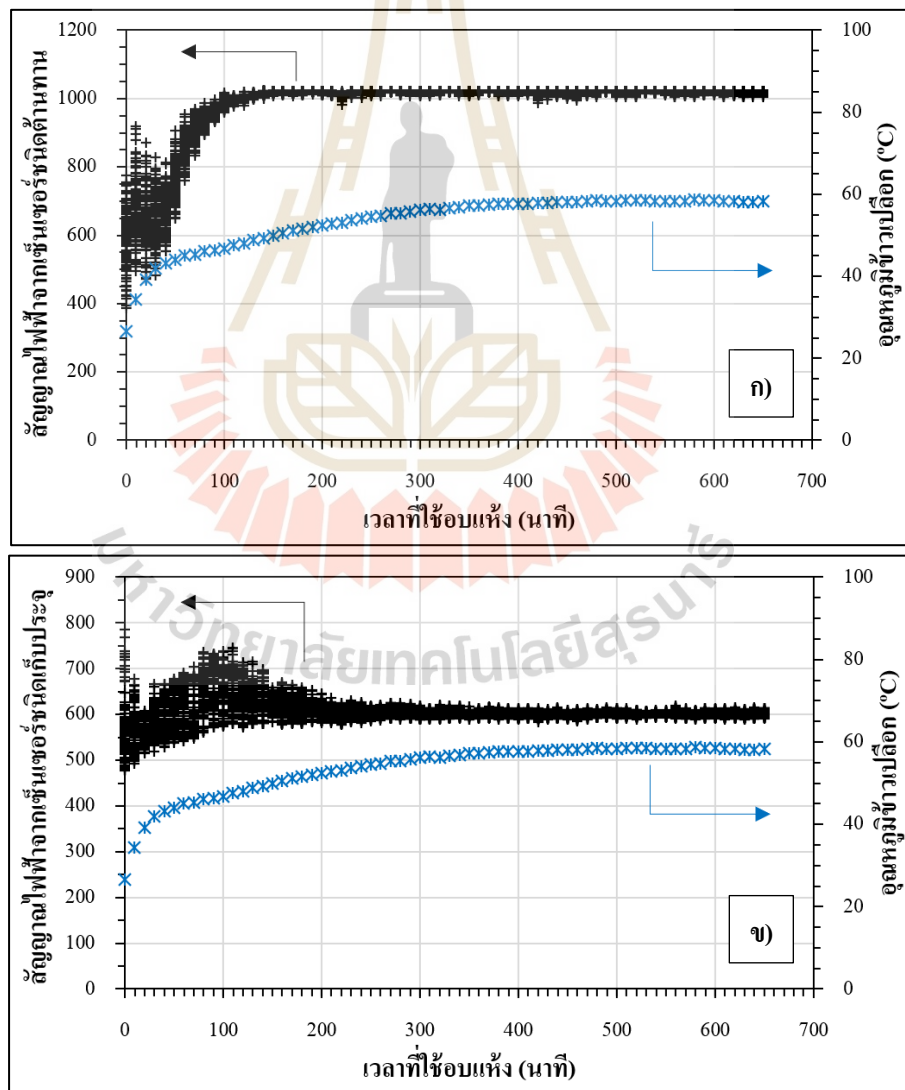 1200
1000
800
600
400
200
0
100
80
60
40
20
0
0 100 200 300 400 500 600 700
สัญญาณไฟฟ้าจากเซ็นเซอร์ชนิดต้านทาน
อุณหภูมิข้าวเปลือก (ºC)
ก)
เวลาที่ใช้อบแห้ง (นาที)
มหาวิทยาลัยเทคโนโลยีสุรนารี
900
800
700
600
500
400
300
200
100
0
100
80
60
40
20
0
0 100 200 300 400 500 600 700
สัญญาณไฟฟ้าจากเซ็นเซอร์ชนิดเก็บประจุ
อุณหภูมิข้าวเปลือก (ºC)
ข)
เวลาที่ใช้อบแห้ง (นาที)